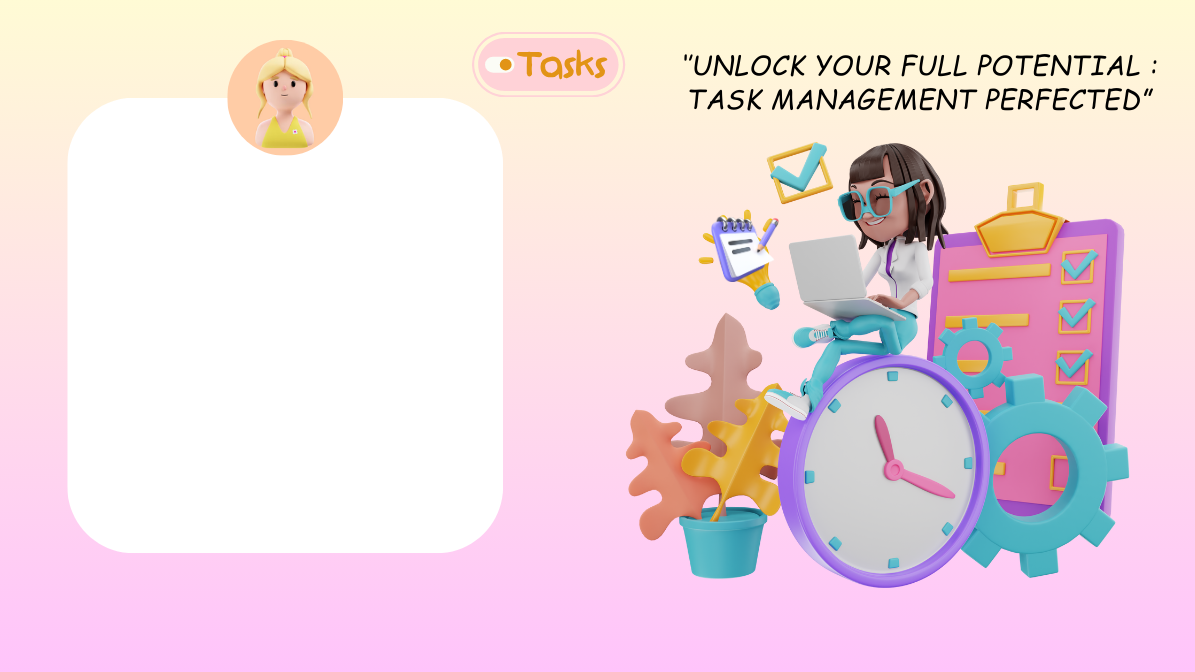 Tasks
"UNLOCK YOUR FULL POTENTIAL :
TASK MANAGEMENT PERFECTED"